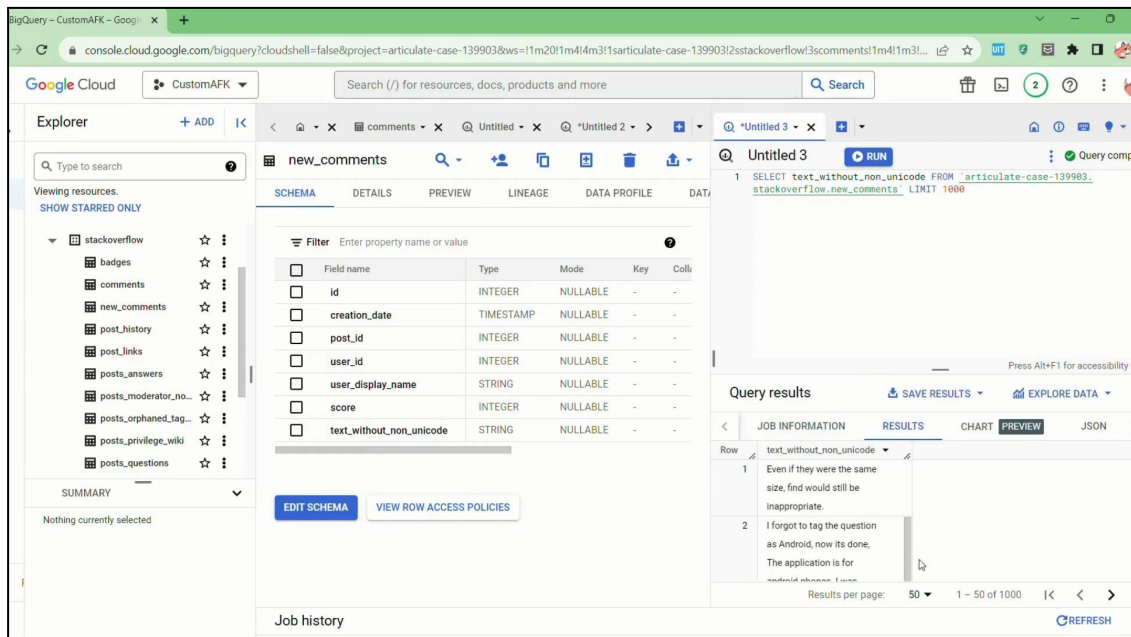 BigQuery – CustomAFK – Googl
console.cloud.google.com/bigquery?cloudshell=false&project=articulate-case-139903&ws=!1m20!1m4!4m3!1sarticulate-case-139903!2sstackoverflow!3scomments!1m4!1m3!...
Google Cloud
CustomAFK
Search (/) for resources, docs, products and more
Search
2
Explorer
+ ADD
Type to search
Viewing resources.
SHOW STARRED ONLY
stackoverflow
badges
comments
new_comments
post_history
post_links
posts_answers
posts_moderator_no...
posts_orphaned_tag...
posts_privilege_wiki
posts_questions
SUMMARY
Nothing currently selected
comments
Untitled
*Untitled 2
new_comments
SCHEMA DETAILS PREVIEW LINEAGE DATA PROFILE DATA
Filter Enter property name or value
Field name Type Mode Key Colla
id INTEGER NULLABLE - -
creation_date TIMESTAMP NULLABLE - -
post_id INTEGER NULLABLE - -
user_id INTEGER NULLABLE - -
user_display_name STRING NULLABLE - -
score INTEGER NULLABLE - -
text_without_non_unicode STRING NULLABLE - -
EDIT SCHEMA
VIEW ROW ACCESS POLICIES
*Untitled 3
Untitled 3
RUN
Query comp
1 SELECT text_without_non_unicode FROM `articulate-case-139903.
stackoverflow.new_comments` LIMIT 1000
Press Alt+F1 for accessibility
Query results
SAVE RESULTS
EXPLORE DATA
JOB INFORMATION RESULTS CHART PREVIEW JSON
Row text_without_non_unicode
1 Even if they were the same
size, find would still be
inappropriate.
2 I forgot to tag the question
as Android, now its done,
The application is for
android phones. I was
Results per page: 50 1 – 50 of 1000
Job history
REFRESH